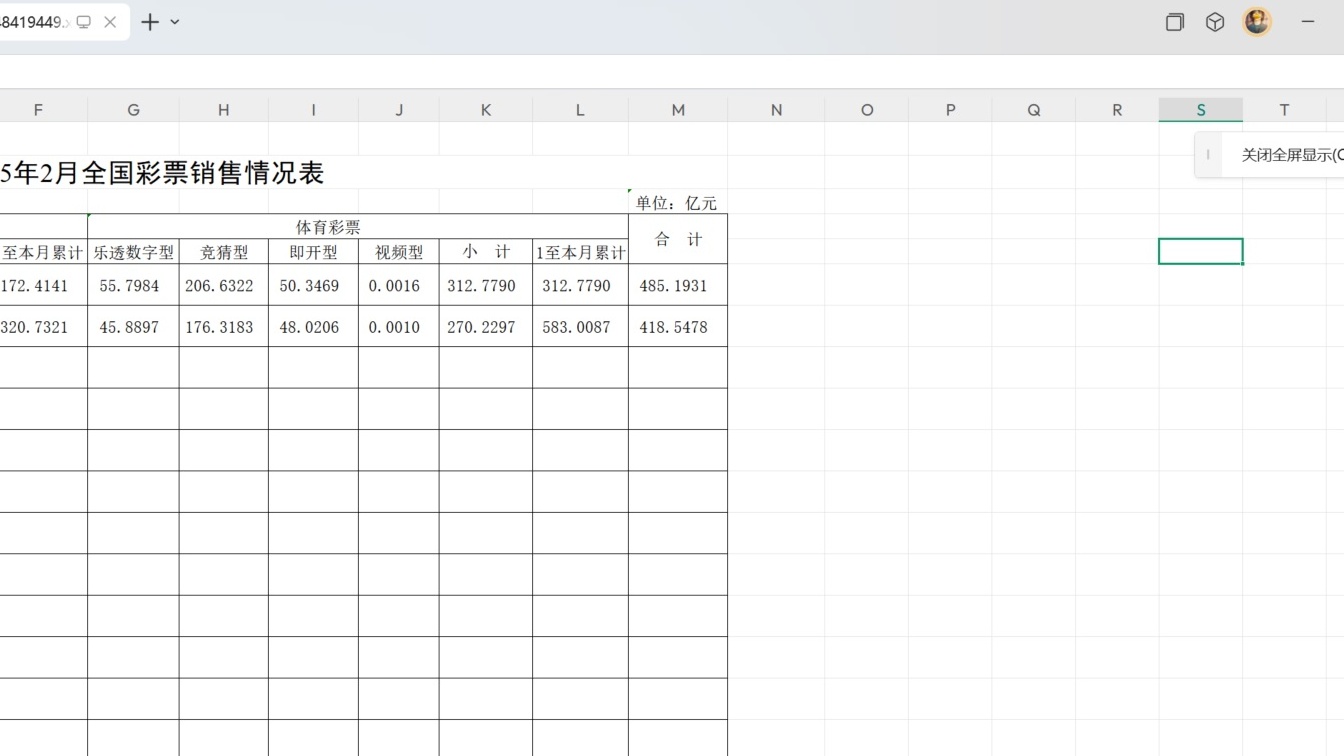 8419449.
F G H I J K L M N O P Q R S T
关闭全屏显示(C
5年2月全国彩票销售情况表
单位：亿元
体育彩票 合 计
至本月累计 乐透数字型 竞猜型 即开型 视频型 小 计 1至本月累计
172.4141 55.7984 206.6322 50.3469 0.0016 312.7790 312.7790 485.1931
320.7321 45.8897 176.3183 48.0206 0.0010 270.2297 583.0087 418.5478